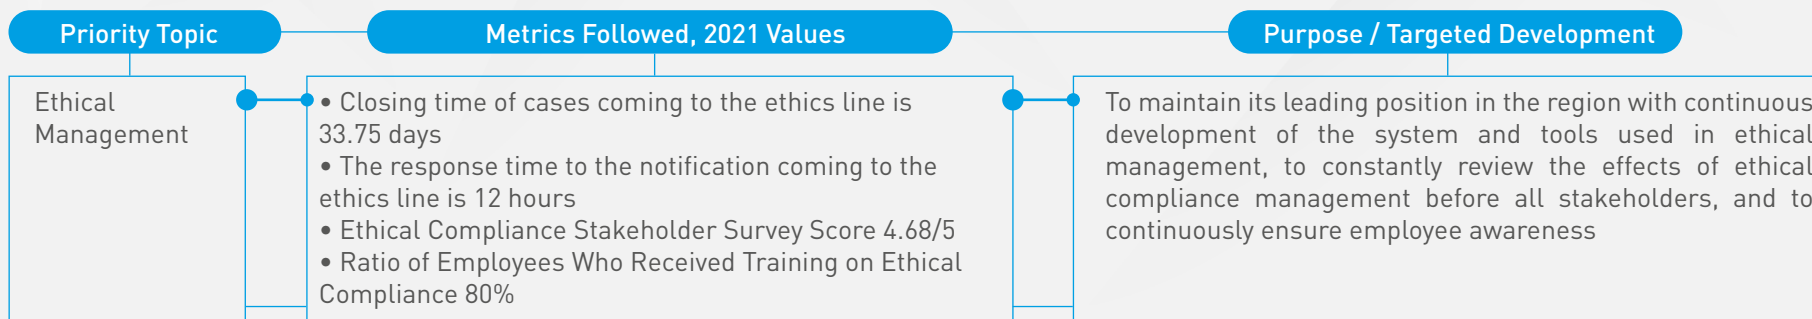 Priority Topic
Metrics Followed, 2021 Values
Purpose / Targeted Development
Ethical
Management
• Closing time of cases coming to the ethics line is
33.75 days
• The response time to the notification coming to the
ethics line is 12 hours
• Ethical Compliance Stakeholder Survey Score 4.68/5
• Ratio of Employees Who Received Training on Ethical
Compliance 80%
To maintain its leading position in the region with continuous
development of the system and tools used in ethical
management, to constantly review the effects of ethical
compliance management before all stakeholders, and to
continuously ensure employee awareness